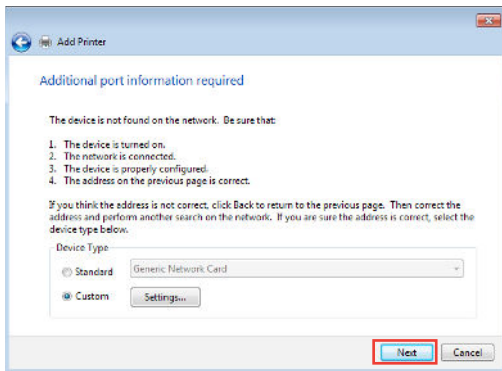 Add Printer
Additional port information required
The device is not found on the network. Be sure that:
1. The device is turned on.
2. The network is connected.
3. The device is properly configured.
4. The address on the previous page is correct.
If you think the address is not correct, click Back to return to the previous page. Then correct the
address and perform another search on the network. If you are sure the address is correct, select the
device type below.
Device Type
Standard
Generic Network Card
Custom
Settings...
Next
Cancel